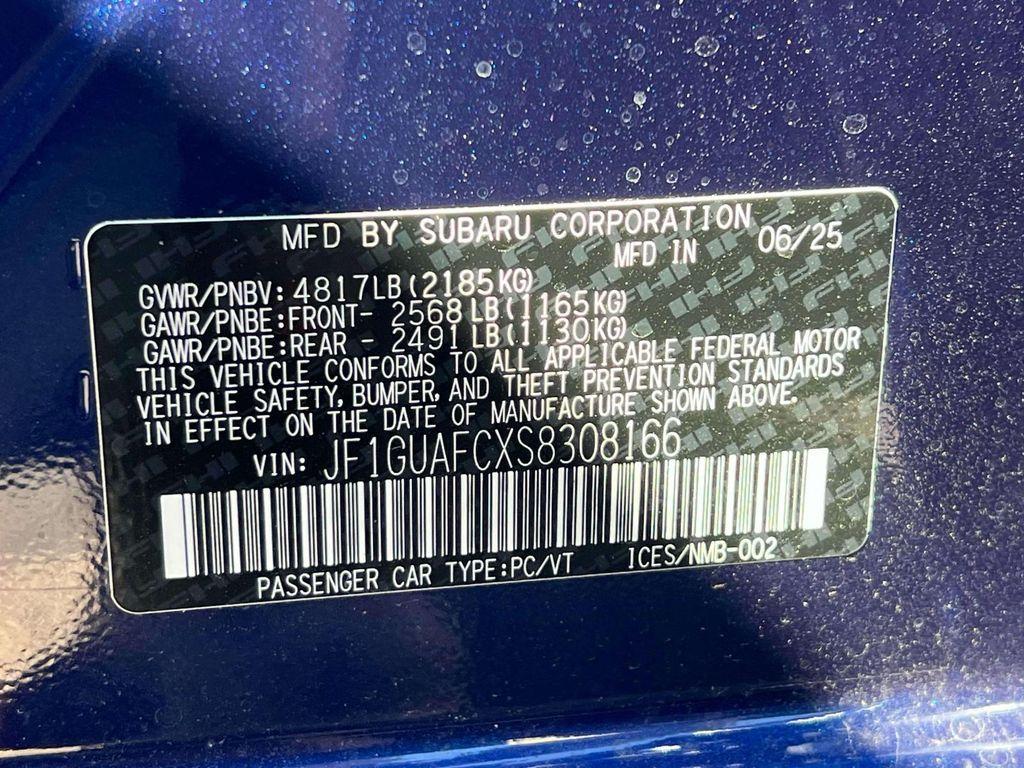 MFD BY SUBARU CORPORATION
MFD IN 06/25
GVWR/PNBV: 4817LB(2185KG)
GAWR/PNBE:FRONT- 2568LB(1165KG)
GAWR/PNBE:REAR - 2491LB(1130KG)
THIS VEHICLE CONFORMS TO ALL APPLICABLE FEDERAL MOTOR
VEHICLE SAFETY, BUMPER, AND THEFT PREVENTION STANDARDS
IN EFFECT ON THE DATE OF MANUFACTURE SHOWN ABOVE.
VIN: JF1GUAFCXS8308166
PASSENGER CAR TYPE:PC/VT ICES/NMB-002